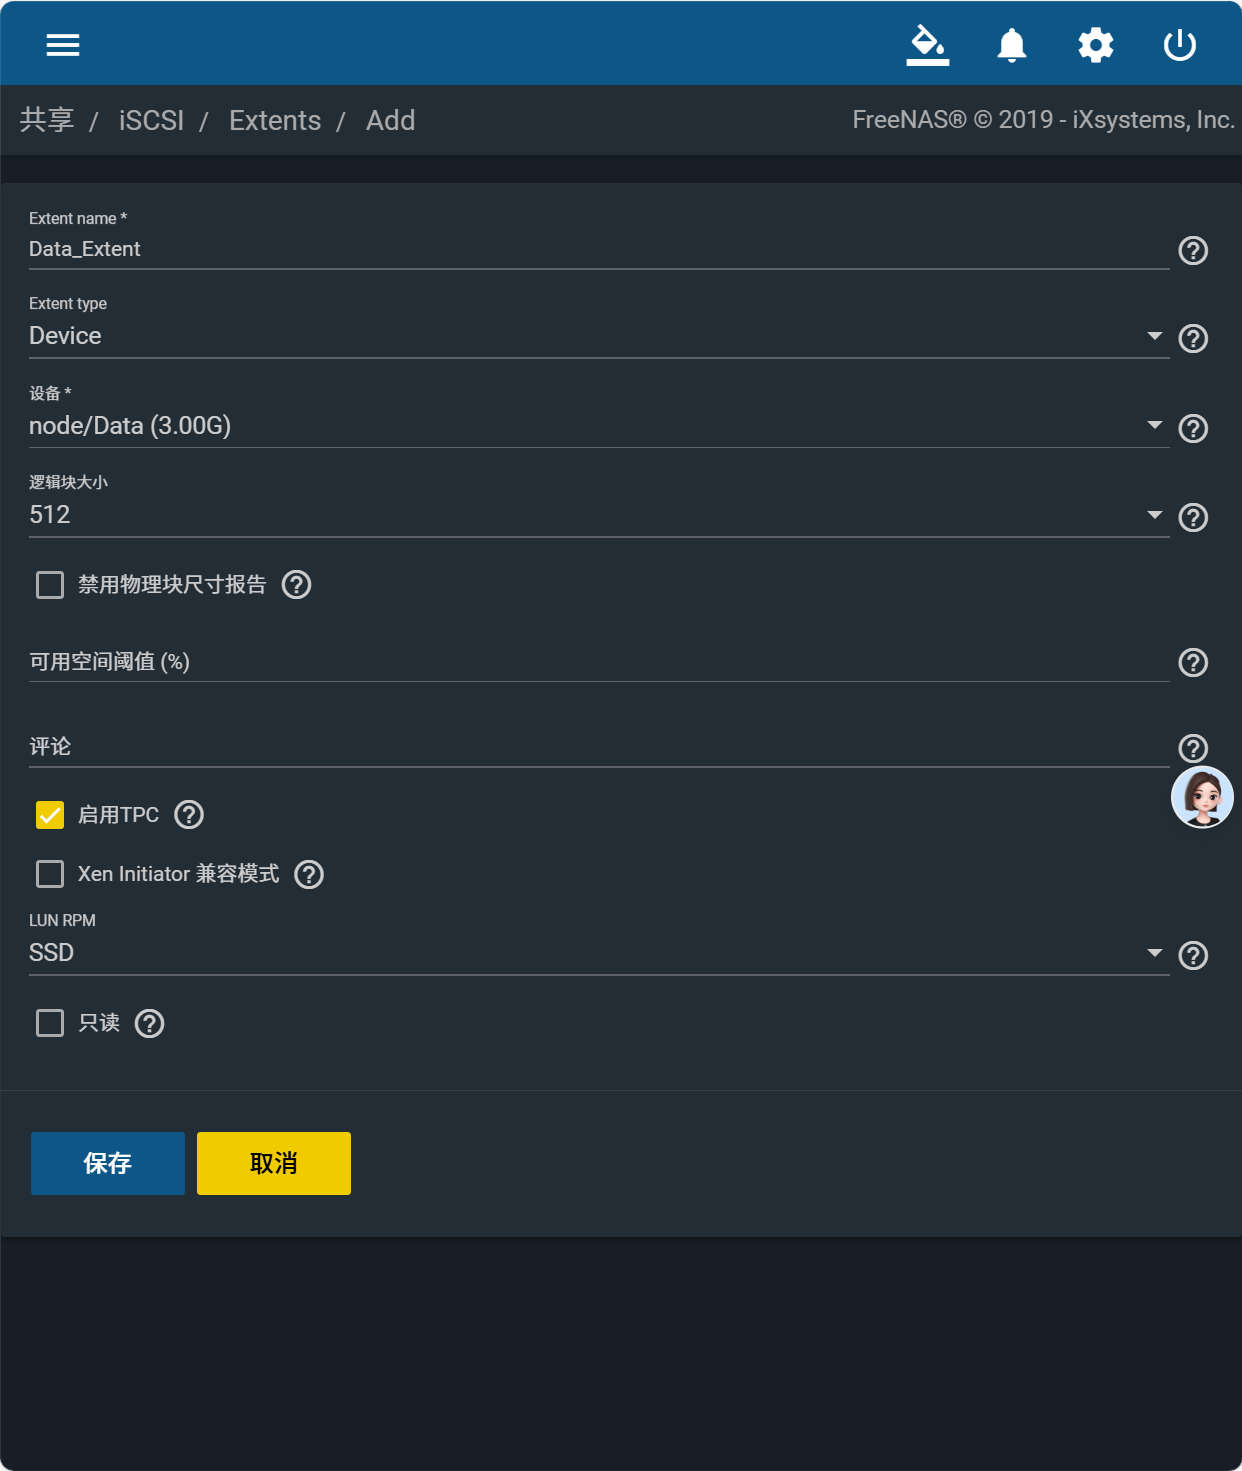 共享 / iSCSI / Extents / Add
FreeNAS® © 2019 - iXsystems, Inc.
Extent name *
Data_Extent
Extent type
Device
设备 *
node/Data (3.00G)
逻辑块大小
512
禁用物理块尺寸报告
可用空间阈值 (%)
评论
启用TPC
Xen Initiator 兼容模式
LUN RPM
SSD
只读
保存
取消